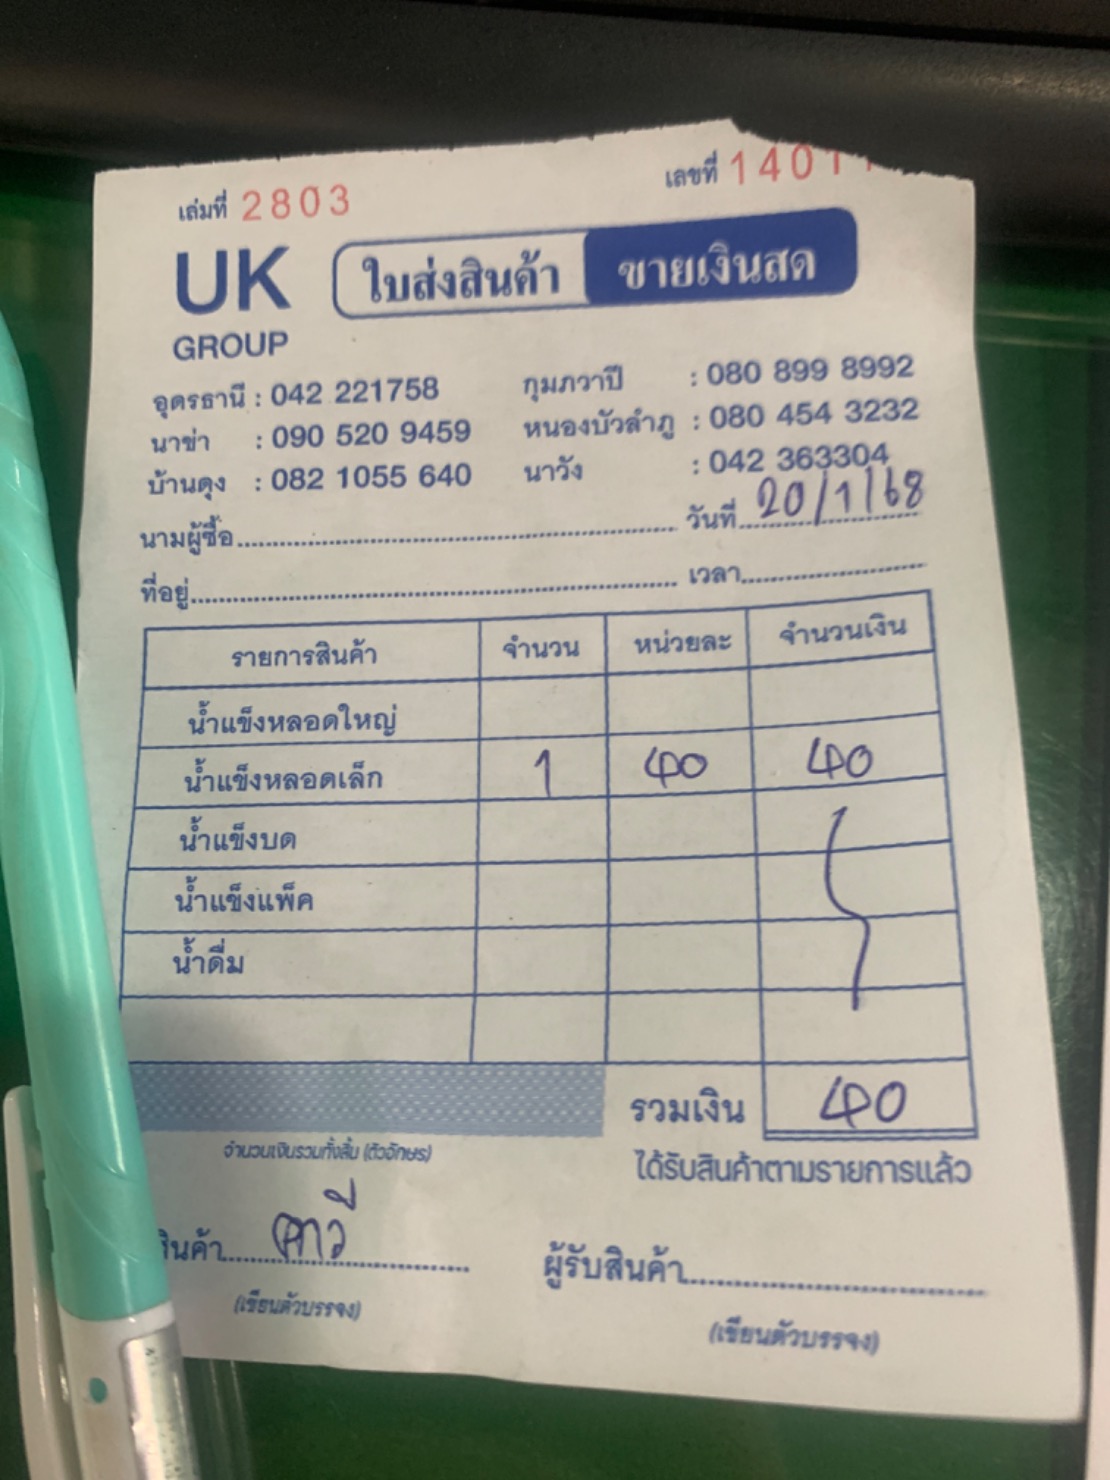 เล่มที่ 2803 เลขที่
UK ใบส่งสินค้า ขายเงินสด
GROUP
อุดรธานี : 042 221758 กุมภวาปี : 080 899 8992
นาข่า : 090 520 9459 หนองบัวลำภู : 080 454 3232
บ้านดุง : 082 1055 640 นาวัง : 042 363304
นามผู้ซื้อ วันที่ 20/1/68
ที่อยู่ เวลา
รายการสินค้า จำนวน หน่วยละ จำนวนเงิน
น้ำแข็งหลอดใหญ่
น้ำแข็งหลอดเล็ก 1 40 40
น้ำแข็งบด
น้ำแข็งแพ็ค
น้ำดื่ม
รวมเงิน 40
จำนวนเงินรวมทั้งสิ้น (ตัวอักษร)
ได้รับสินค้าตามรายการแล้ว
สินค้า ผู้รับสินค้า
(เขียนตัวบรรจง) (เขียนตัวบรรจง)